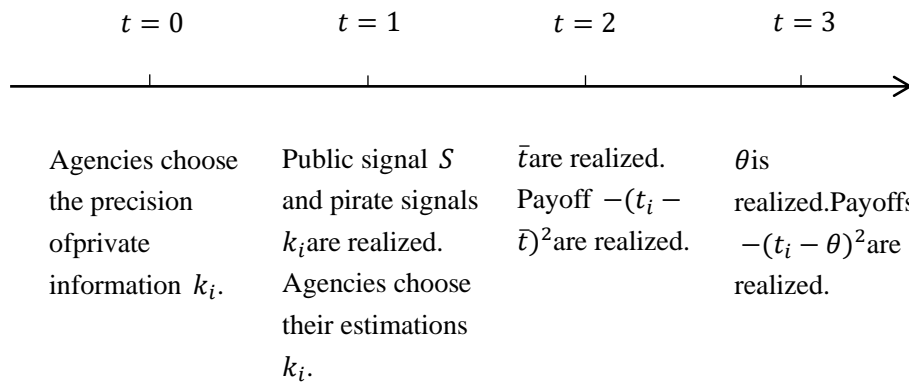 t = 0
t = 1
t = 2
t = 3
Agencies choose
the precision
ofprivate
information k_i.
Public signal S
and pirate signals
k_iare realized.
Agencies choose
their estimations
k_i.
t̄are realized.
Payoff −(t_i −
t̄)²are realized.
θis
realized.Payoffs
−(t_i − θ)²are
realized.